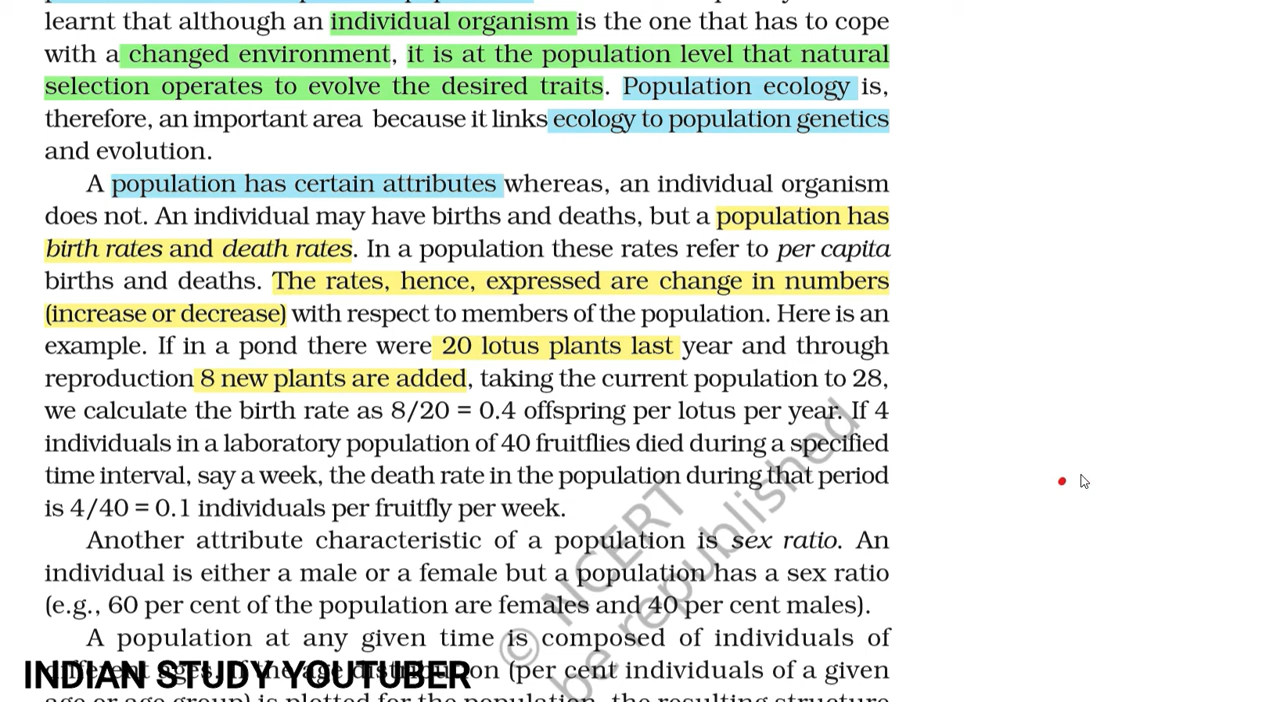 learnt that although an individual organism is the one that has to cope
with a changed environment, it is at the population level that natural
selection operates to evolve the desired traits. Population ecology is,
therefore, an important area because it links ecology to population genetics
and evolution.
A population has certain attributes whereas, an individual organism
does not. An individual may have births and deaths, but a population has
birth rates and death rates. In a population these rates refer to per capita
births and deaths. The rates, hence, expressed are change in numbers
(increase or decrease) with respect to members of the population. Here is an
example. If in a pond there were 20 lotus plants last year and through
reproduction 8 new plants are added, taking the current population to 28,
we calculate the birth rate as 8/20 = 0.4 offspring per lotus per year. If 4
individuals in a laboratory population of 40 fruitflies died during a specified
time interval, say a week, the death rate in the population during that period
is 4/40 = 0.1 individuals per fruitfly per week.
Another attribute characteristic of a population is sex ratio. An
individual is either a male or a female but a population has a sex ratio
(e.g., 60 per cent of the population are females and 40 per cent males).
A population at any given time is composed of individuals of
(per cent individuals of a given
© NCERT
be republished
INDIAN STUDY YOUTUBER